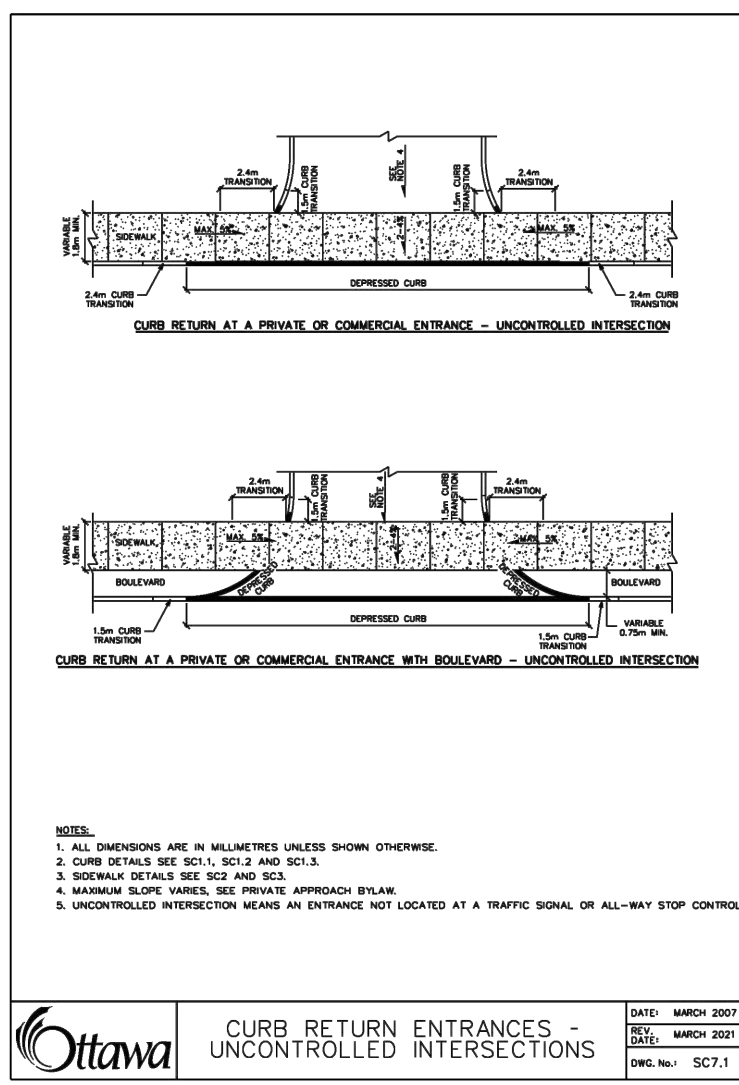 2.4m
TRANSITION
1.5m CURB
TRANSITION
SEE
NOTE 4
1.5m CURB
TRANSITION
2.4m
TRANSITION
VARIABLE
1.8m MIN.
SIDEWALK
MAX. 5%
2-4%
MAX. 5%
2.4m CURB
TRANSITION
DEPRESSED CURB
2.4m CURB
TRANSITION
CURB RETURN AT A PRIVATE OR COMMERCIAL ENTRANCE - UNCONTROLLED INTERSECTION
2.4m
TRANSITION
1.5m CURB
TRANSITION
SEE
NOTE 4
1.5m CURB
TRANSITION
2.4m
TRANSITION
VARIABLE
1.8m MIN.
SIDEWALK
MAX. 5%
2-4%
MAX. 5%
BOULEVARD
DEPRESSED
CURB
DEPRESSED
CURB
BOULEVARD
1.5m CURB
TRANSITION
DEPRESSED CURB
1.5m CURB
TRANSITION
VARIABLE
0.75m MIN.
CURB RETURN AT A PRIVATE OR COMMERCIAL ENTRANCE WITH BOULEVARD - UNCONTROLLED INTERSECTION
NOTES:
1. ALL DIMENSIONS ARE IN MILLIMETRES UNLESS SHOWN OTHERWISE.
2. CURB DETAILS SEE SC1.1, SC1.2 AND SC1.3.
3. SIDEWALK DETAILS SEE SC2 AND SC3.
4. MAXIMUM SLOPE VARIES, SEE PRIVATE APPROACH BYLAW.
5. UNCONTROLLED INTERSECTION MEANS AN ENTRANCE NOT LOCATED AT A TRAFFIC SIGNAL OR ALL-WAY STOP CONTROL
Ottawa
CURB RETURN ENTRANCES -
UNCONTROLLED INTERSECTIONS
DATE: MARCH 2007
REV. DATE: MARCH 2021
DWG. No.: SC7.1